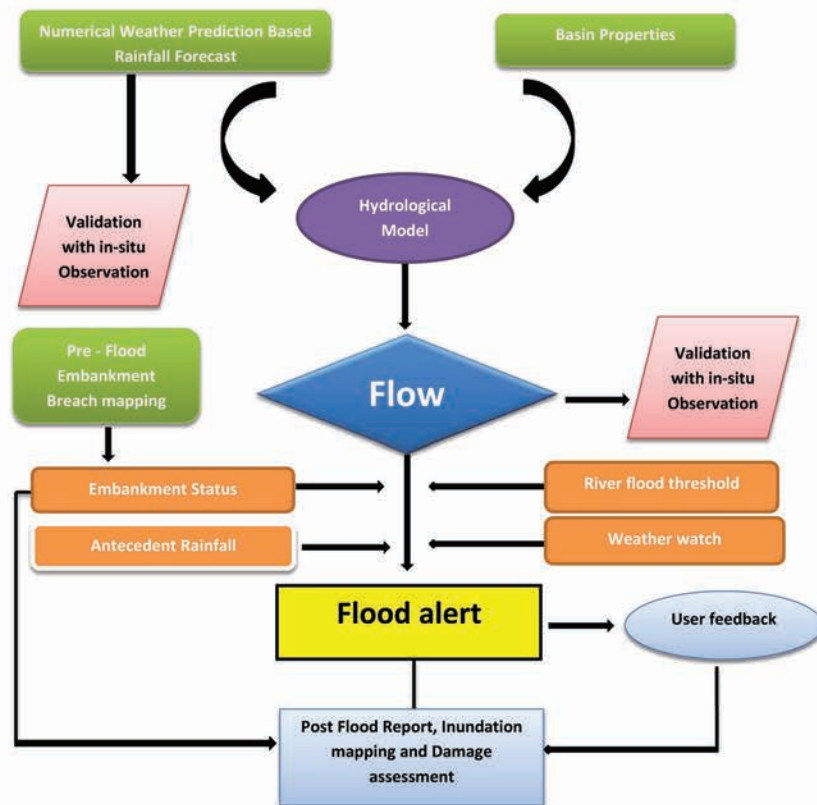 Numerical Weather Prediction Based
Rainfall Forecast
Basin Properties
Hydrological
Model
Validation
with in-situ
Observation
Pre - Flood
Embankment
Breach mapping
Flow
Validation
with in-situ
Observation
Embankment Status
River flood threshold
Antecedent Rainfall
Weather watch
Flood alert
User feedback
Post Flood Report, Inundation
mapping and Damage
assessment